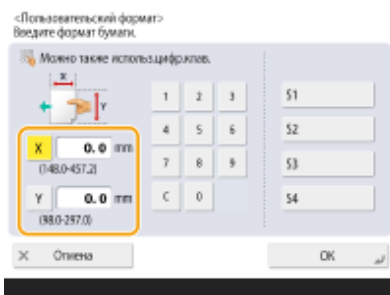 <Пользовательский формат>
Введите формат бумаги.
Можно также использ.цифр.клав.
X
Y
1 2 3
4 5 6
7 8 9
C 0
X 0.0 mm
(148.0-457.2)
Y 0.0 mm
(98.0-297.0)
S1
S2
S3
S4
Отмена
OK